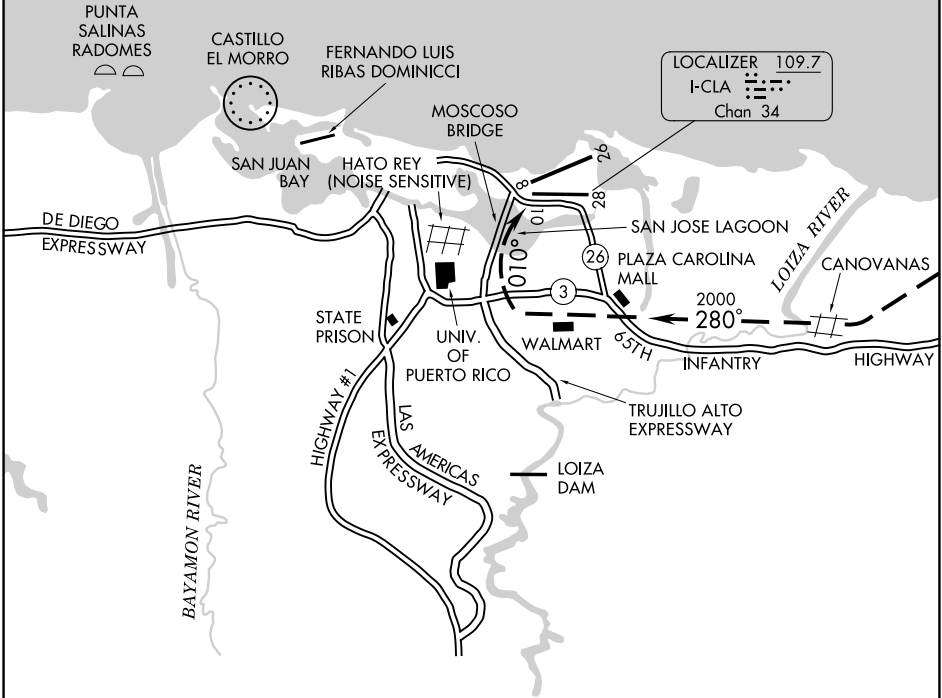 PUNTA
SALINAS
RADOMES
CASTILLO
EL MORRO
FERNANDO LUIS
RIBAS DOMINICCI
LOCALIZER 109.7
I-CLA
Chan 34
MOSCOSO
BRIDGE
SAN JUAN
BAY
HATO REY
(NOISE SENSITIVE)
8
26
10
28
DE DIEGO
EXPRESSWAY
SAN JOSE LAGOON
LOIZA RIVER
26
PLAZA CAROLINA
MALL
CANOVANAS
010°
3
2000
280°
STATE
PRISON
UNIV.
OF
PUERTO RICO
WALMART
65TH
INFANTRY
HIGHWAY
HIGHWAY #1
LAS
AMERICAS
EXPRESSWAY
TRUJILLO ALTO
EXPRESSWAY
LOIZA
DAM
BAYAMON RIVER